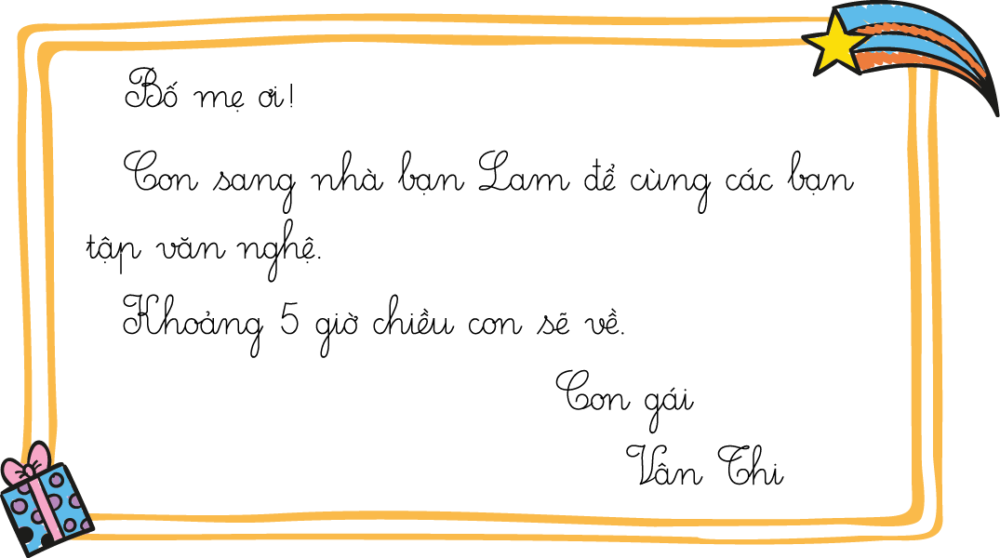 Bố mẹ ơi!
Con sang nhà bạn Lam để cùng các bạn
tập văn nghệ.
Khoảng 5 giờ chiều con sẽ về.
Con gái
Vân Thi